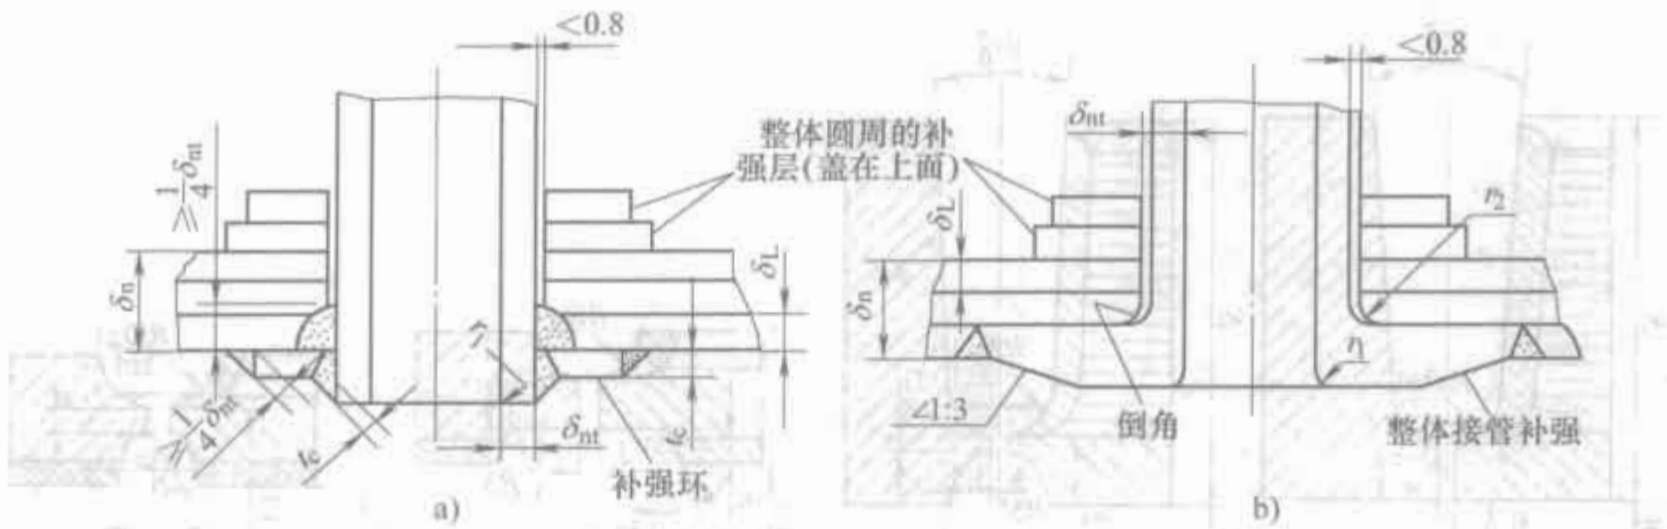 <0.8
<0.8
整体圆周的补
强层(盖在上面)
δnt
≥1/4δnt
δL
r2
δn
δL
δn
r1
r1
≥1/4δnt
tc
δnt
tc
∠1:3
倒角
整体接管补强
补强环
a)
b)